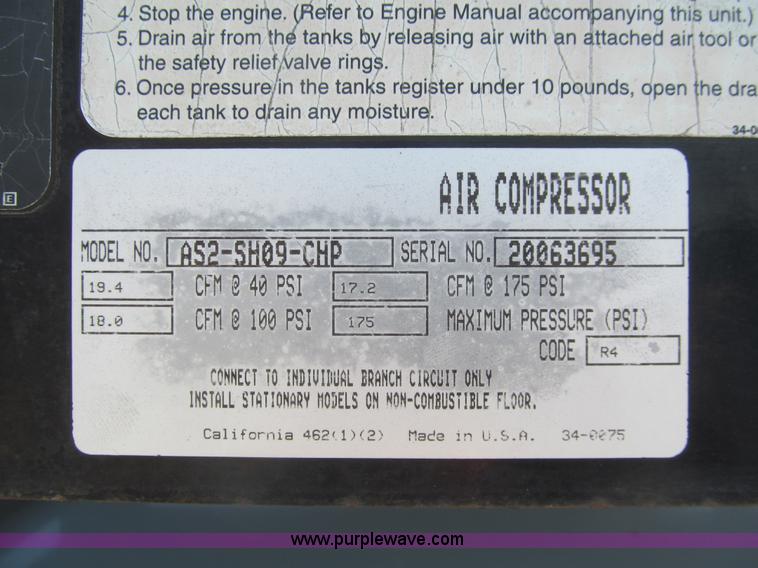 4. Stop the engine. (Refer to Engine Manual accompanying this unit.)
5. Drain air from the tanks by releasing air with an attached air tool or
the safety relief valve rings.
6. Once pressure in the tanks register under 10 pounds, open the dra
each tank to drain any moisture.
34-0
E
AIR COMPRESSOR
MODEL NO. AS2-SH09-CHP SERIAL NO. 20063695
19.4 CFM @ 40 PSI 17.2 CFM @ 175 PSI
18.0 CFM @ 100 PSI 175 MAXIMUM PRESSURE (PSI)
CODE R4
CONNECT TO INDIVIDUAL BRANCH CIRCUIT ONLY
INSTALL STATIONARY MODELS ON NON-COMBUSTIBLE FLOOR.
California 462(1)(2) Made in U.S.A. 34-0075
www.purplewave.com